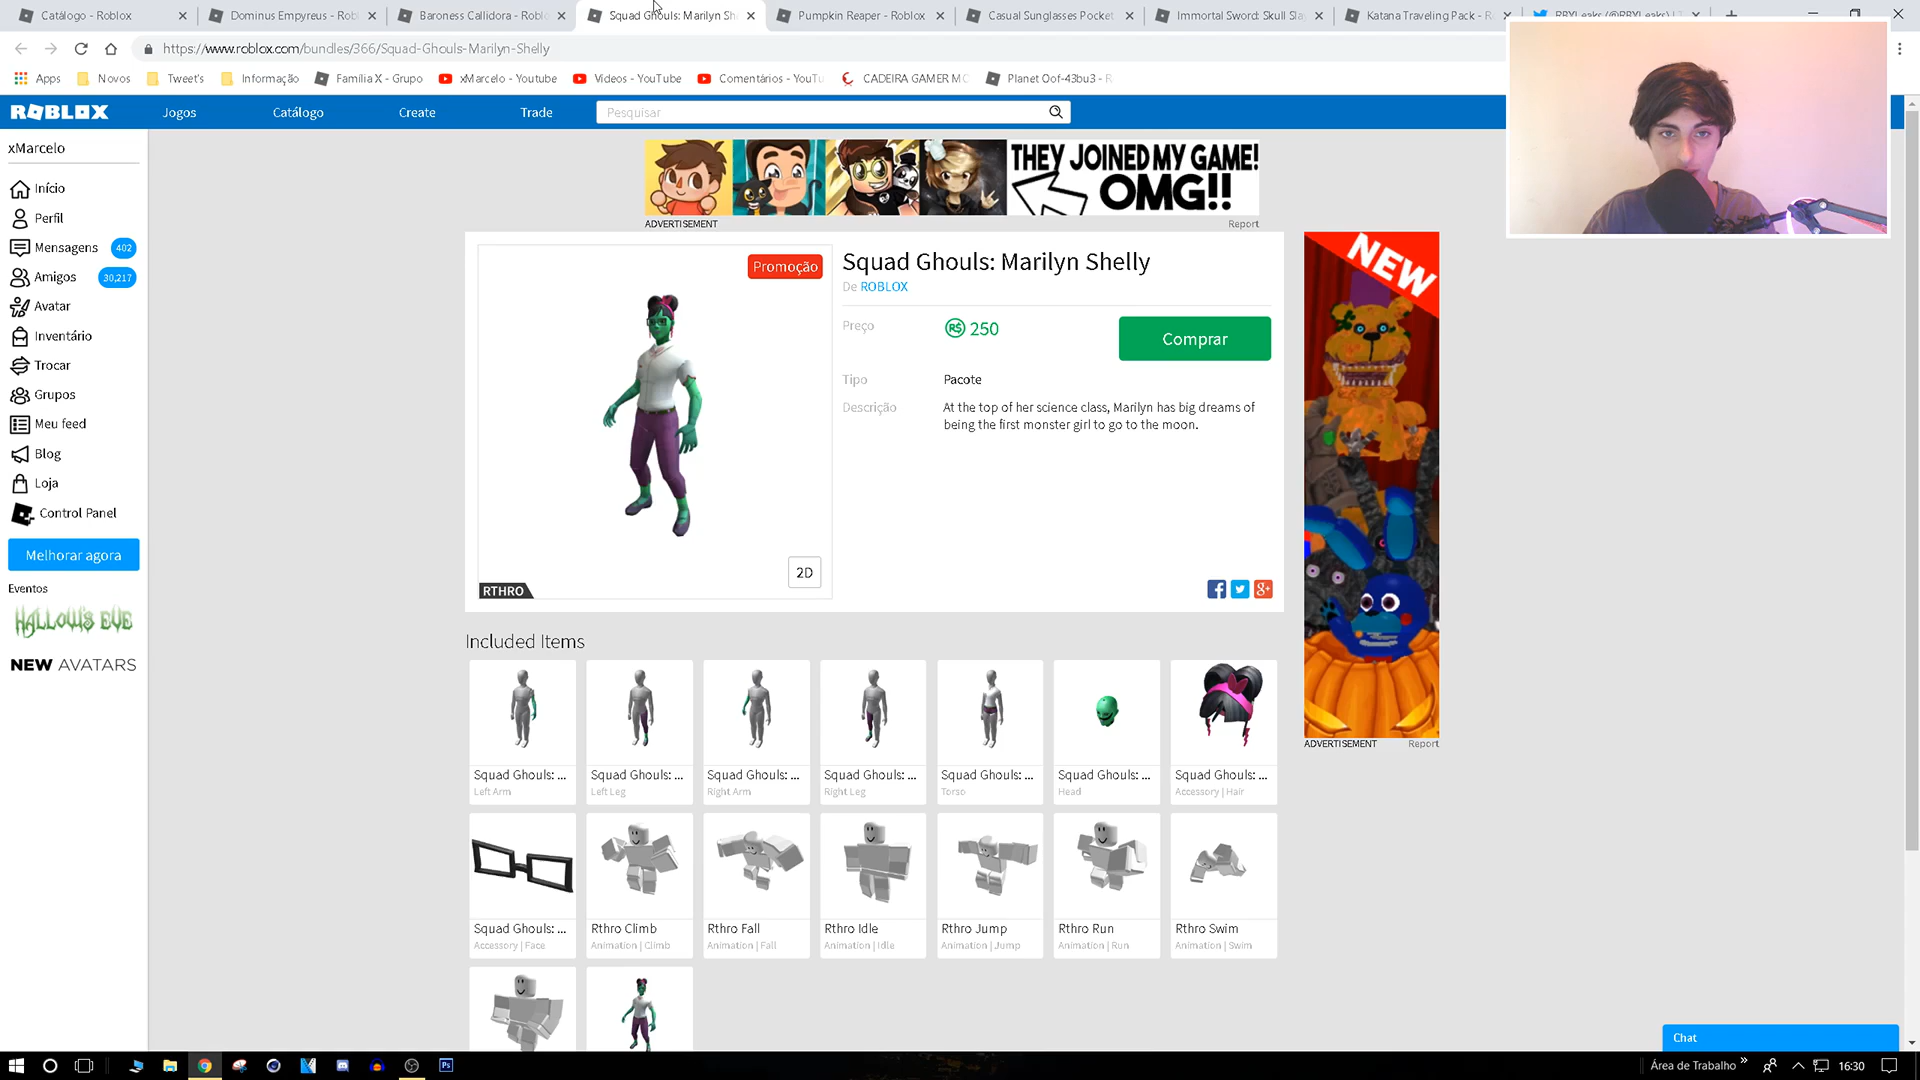 Catálogo - Roblox
Dominus Empyreus - Rob
Baroness Callidora - Roblo
Squad Ghouls: Marilyn Sh
Pumpkin Reaper - Roblox
Casual Sunglasses Pocket
Immortal Sword: Skull Sla
Katana Traveling Pack - R
RBYLeaks (@RBYLeaks) | T
https://www.roblox.com/bundles/366/Squad-Ghouls-Marilyn-Shelly
Apps
Novos
Tweet's
Informação
Família X - Grupo
xMarcelo - Youtube
Vídeos - YouTube
Comentários - YouTu
CADEIRA GAMER MO
Planet Oof-43bu3 - R
ROBLOX
Jogos
Catálogo
Create
Trade
Pesquisar
xMarcelo
Início
Perfil
Mensagens 402
Amigos 30,217
Avatar
Inventário
Trocar
Grupos
Meu feed
Blog
Loja
Control Panel
Melhorar agora
Eventos
HALLOW'S EVE
NEW AVATARS
THEY JOINED MY GAME!
OMG!!
ADVERTISEMENT
Report
Promoção
RTHRO
2D
Squad Ghouls: Marilyn Shelly
De ROBLOX
Preço
R$ 250
Comprar
Tipo
Pacote
Descrição
At the top of her science class, Marilyn has big dreams of
being the first monster girl to go to the moon.
NEW
ADVERTISEMENT
Report
Included Items
Squad Ghouls: ...
Left Arm
Squad Ghouls: ...
Left Leg
Squad Ghouls: ...
Right Arm
Squad Ghouls: ...
Right Leg
Squad Ghouls: ...
Torso
Squad Ghouls: ...
Head
Squad Ghouls: ...
Accessory | Hair
Squad Ghouls: ...
Accessory | Face
Rthro Climb
Animation | Climb
Rthro Fall
Animation | Fall
Rthro Idle
Animation | Idle
Rthro Jump
Animation | Jump
Rthro Run
Animation | Run
Rthro Swim
Animation | Swim
Chat
Área de Trabalho
16:30